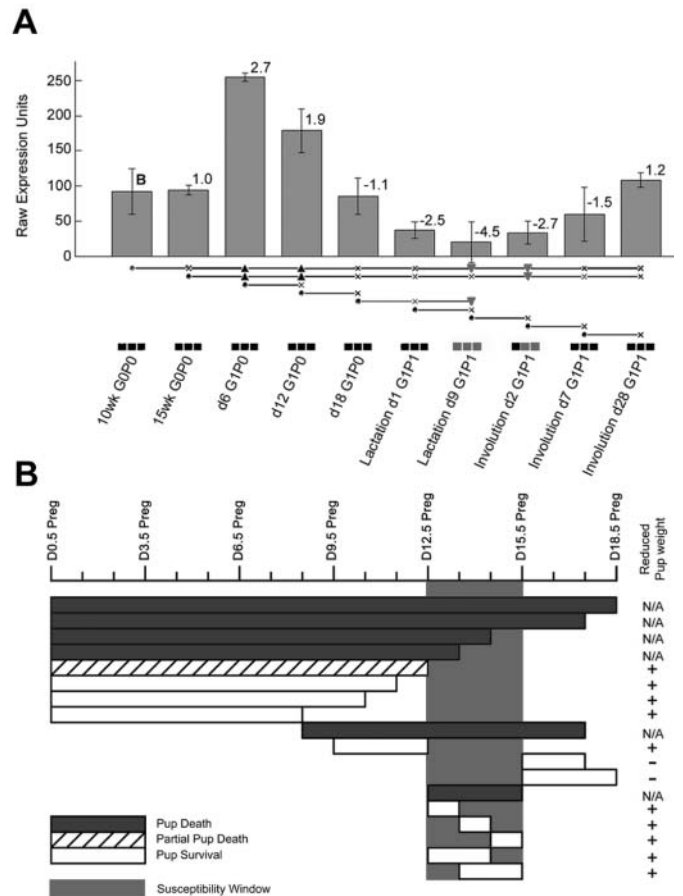 A
Raw Expression Units
250
200
150
100
50
0
B
1.0
2.7
1.9
-1.1
-2.5
-4.5
-2.7
-1.5
1.2
10wk G0P0
15wk G0P0
d6 G1P0
d12 G1P0
d18 G1P0
Lactation d1 G1P1
Lactation d9 G1P1
Involution d2 G1P1
Involution d7 G1P1
Involution d28 G1P1
B
D0.5 Preg
D3.5 Preg
D6.5 Preg
D9.5 Preg
D12.5 Preg
D15.5 Preg
D18.5 Preg
Reduced
Pup weight
N/A
N/A
N/A
N/A
+
+
+
+
N/A
+
-
-
N/A
+
+
+
+
+
Pup Death
Partial Pup Death
Pup Survival
Susceptibility Window